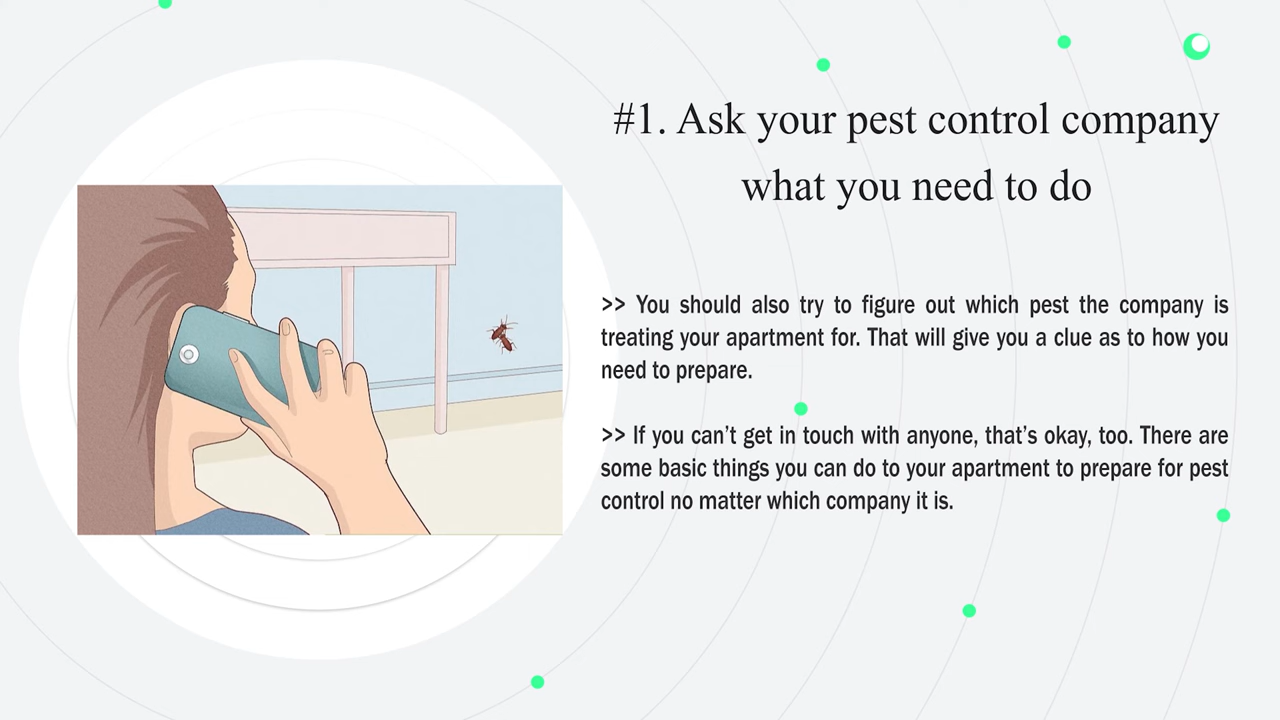 #1. Ask your pest control company
what you need to do
>> You should also try to figure out which pest the company is
treating your apartment for. That will give you a clue as to how you
need to prepare.
>> If you can’t get in touch with anyone, that’s okay, too. There are
some basic things you can do to your apartment to prepare for pest
control no matter which company it is.